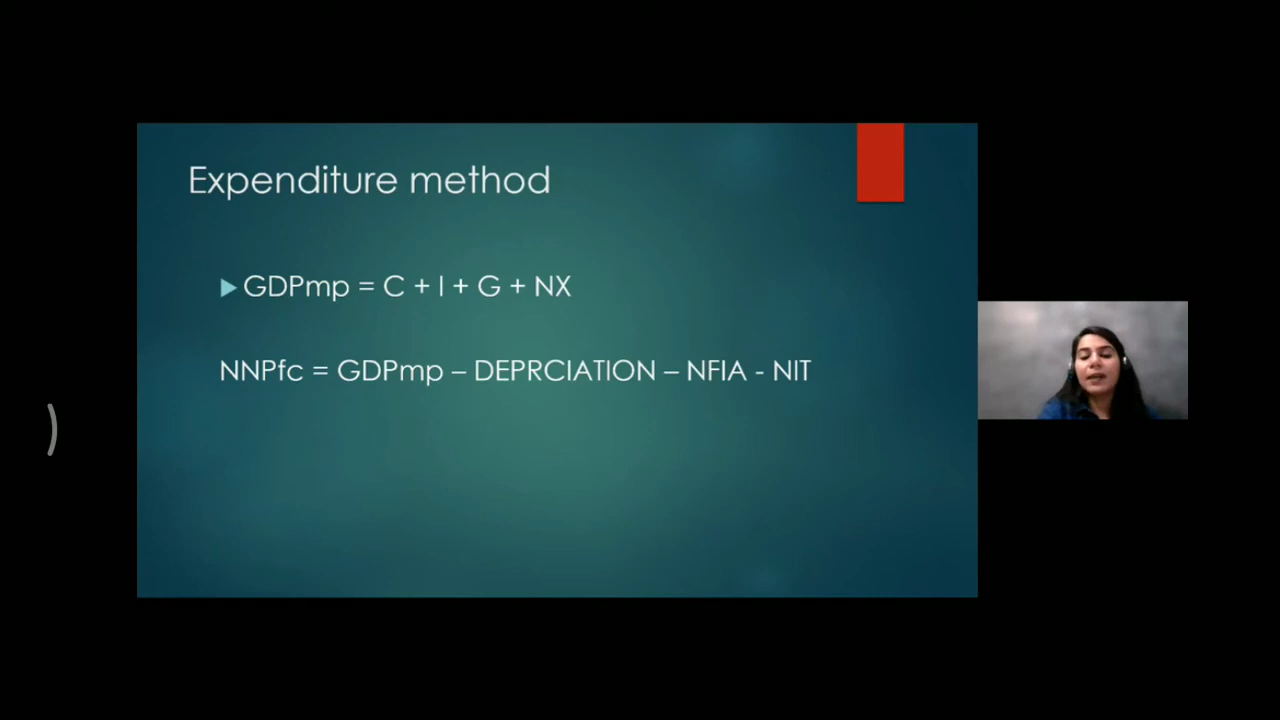 Expenditure method
GDPmp = C + I + G + NX
NNPfc = GDPmp – DEPRCIATION – NFIA - NIT